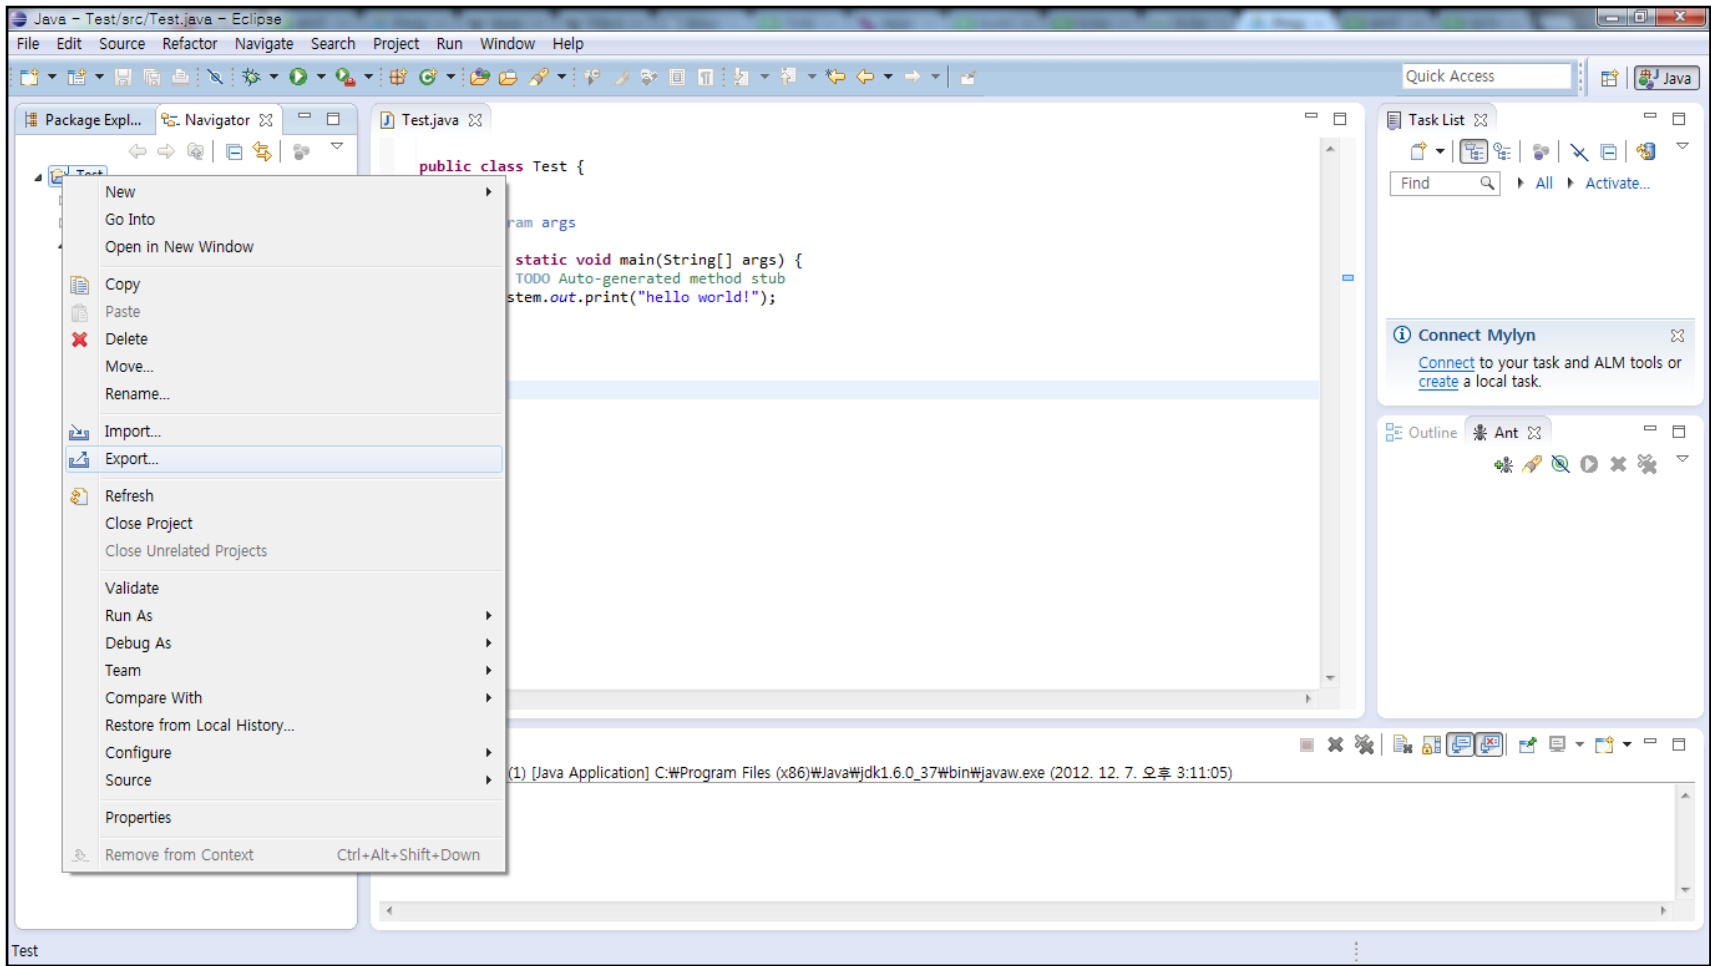 Java - Test/src/Test.java - Eclipse
File Edit Source Refactor Navigate Search Project Run Window Help
Quick Access
Java
Package Expl...
Navigator
Test
New
Go Into
Open in New Window
Copy
Paste
Delete
Move...
Rename...
Import...
Export...
Refresh
Close Project
Close Unrelated Projects
Validate
Run As
Debug As
Team
Compare With
Restore from Local History...
Configure
Source
Properties
Remove from Context Ctrl+Alt+Shift+Down
Test.java
public class Test {
ram args
static void main(String[] args) {
TODO Auto-generated method stub
stem.out.print("hello world!");
Task List
Find
All
Activate...
Connect Mylyn
Connect to your task and ALM tools or
create a local task.
Outline
Ant
(1) [Java Application] C:₩Program Files (x86)₩Java₩jdk1.6.0_37₩bin₩javaw.exe (2012. 12. 7. 오후 3:11:05)
Test